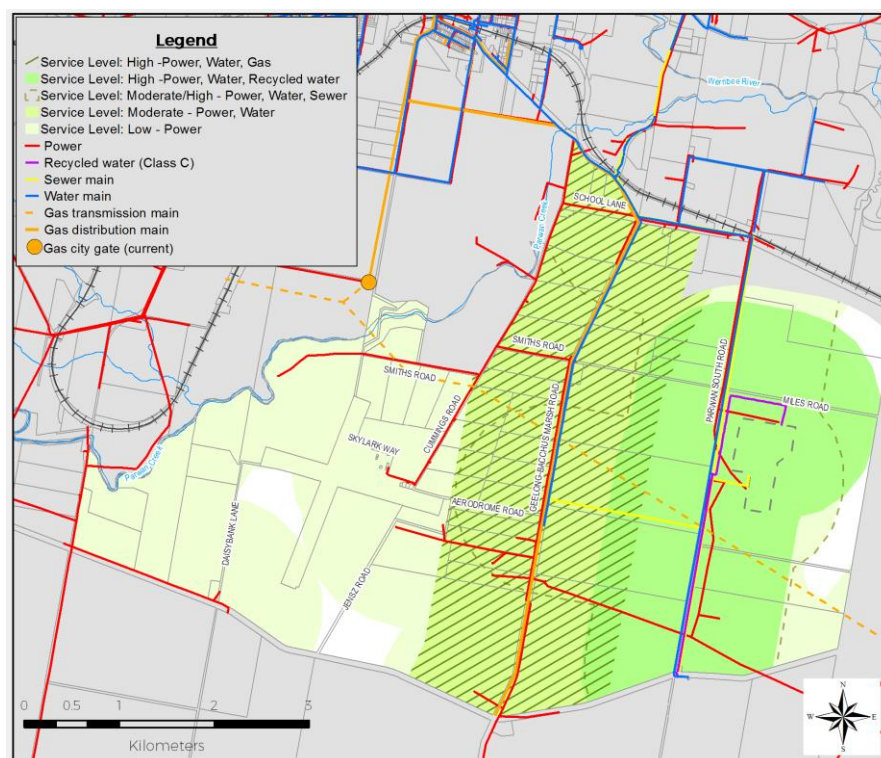 Legend
Service Level: High -Power, Water, Gas
Service Level: High -Power, Water, Recycled water
Service Level: Moderate/High - Power, Water, Sewer
Service Level: Moderate - Power, Water
Service Level: Low - Power
Power
Recycled water (Class C)
Sewer main
Water main
Gas transmission main
Gas distribution main
Gas city gate (current)
Werribee River
SCHOOL LANE
Parwan Creek
SMITHS ROAD
SMITHS ROAD
CUMMINGS ROAD
GEELONG-BACCHUS MARSH ROAD
PARWAN SOUTH ROAD
MILES ROAD
SKYLARK WAY
Parwan Creek
AERODROME ROAD
DAISYBANK LANE
JENSZ ROAD
0 0.5 1 2 3
Kilometers
N
W E
S